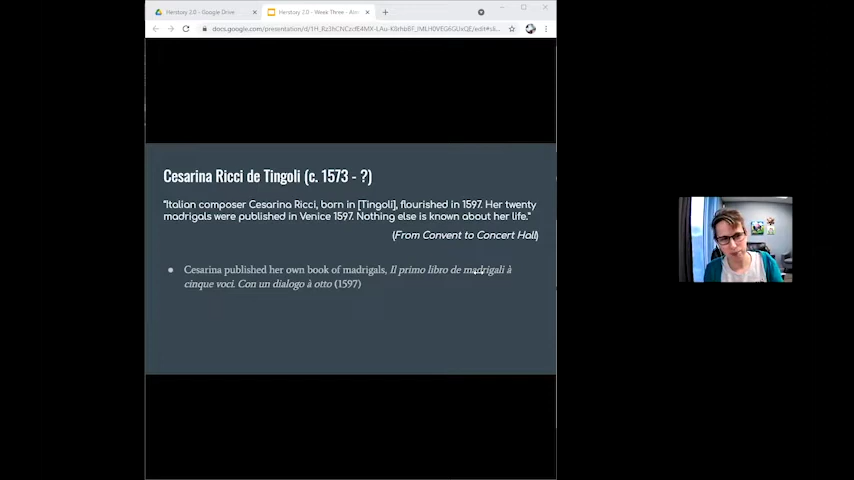 Herstory 2.0 - Google Drive
Herstory 2.0 - Week Three -
Cesarina Ricci de Tingoli (c. 1573 - ?)
"Italian composer Cesarina Ricci, born in [Tingoli], flourished in 1597. Her twenty
madrigals were published in Venice 1597. Nothing else is known about her life."
(From Convent to Concert Hall)
• Cesarina published her own book of madrigals, Il primo libro de madrigali à
cinque voci. Con un dialogo à otto (1597)